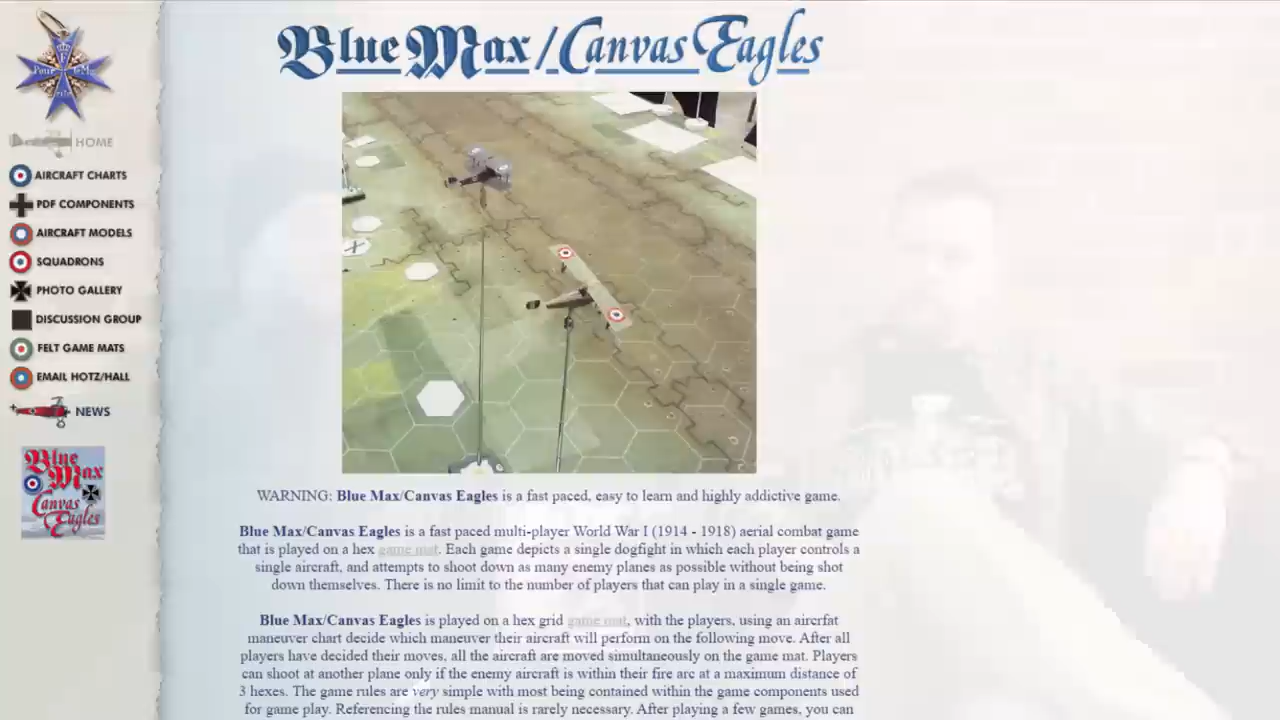 Blue Max/Canvas Eagles
Pour le M
HOME
AIRCRAFT CHARTS
PDF COMPONENTS
AIRCRAFT MODELS
SQUADRONS
PHOTO GALLERY
DISCUSSION GROUP
FELT GAME MATS
EMAIL HOTZ/HALL
NEWS
Blue
Max
Canvas
Eagles
WARNING: Blue Max/Canvas Eagles is a fast paced, easy to learn and highly addictive game.
Blue Max/Canvas Eagles is a fast paced multi-player World War I (1914 - 1918) aerial combat game
that is played on a hex game mat. Each game depicts a single dogfight in which each player controls a
single aircraft, and attempts to shoot down as many enemy planes as possible without being shot
down themselves. There is no limit to the number of players that can play in a single game.
Blue Max/Canvas Eagles is played on a hex grid game mat, with the players, using an aircrfat
maneuver chart decide which maneuver their aircraft will perform on the following move. After all
players have decided their moves, all the aircraft are moved simultaneously on the game mat. Players
can shoot at another plane only if the enemy aircraft is within their fire arc at a maximum distance of
3 hexes. The game rules are very simple with most being contained within the game components used
for game play. Referencing the rules manual is rarely necessary. After playing a few games, you can